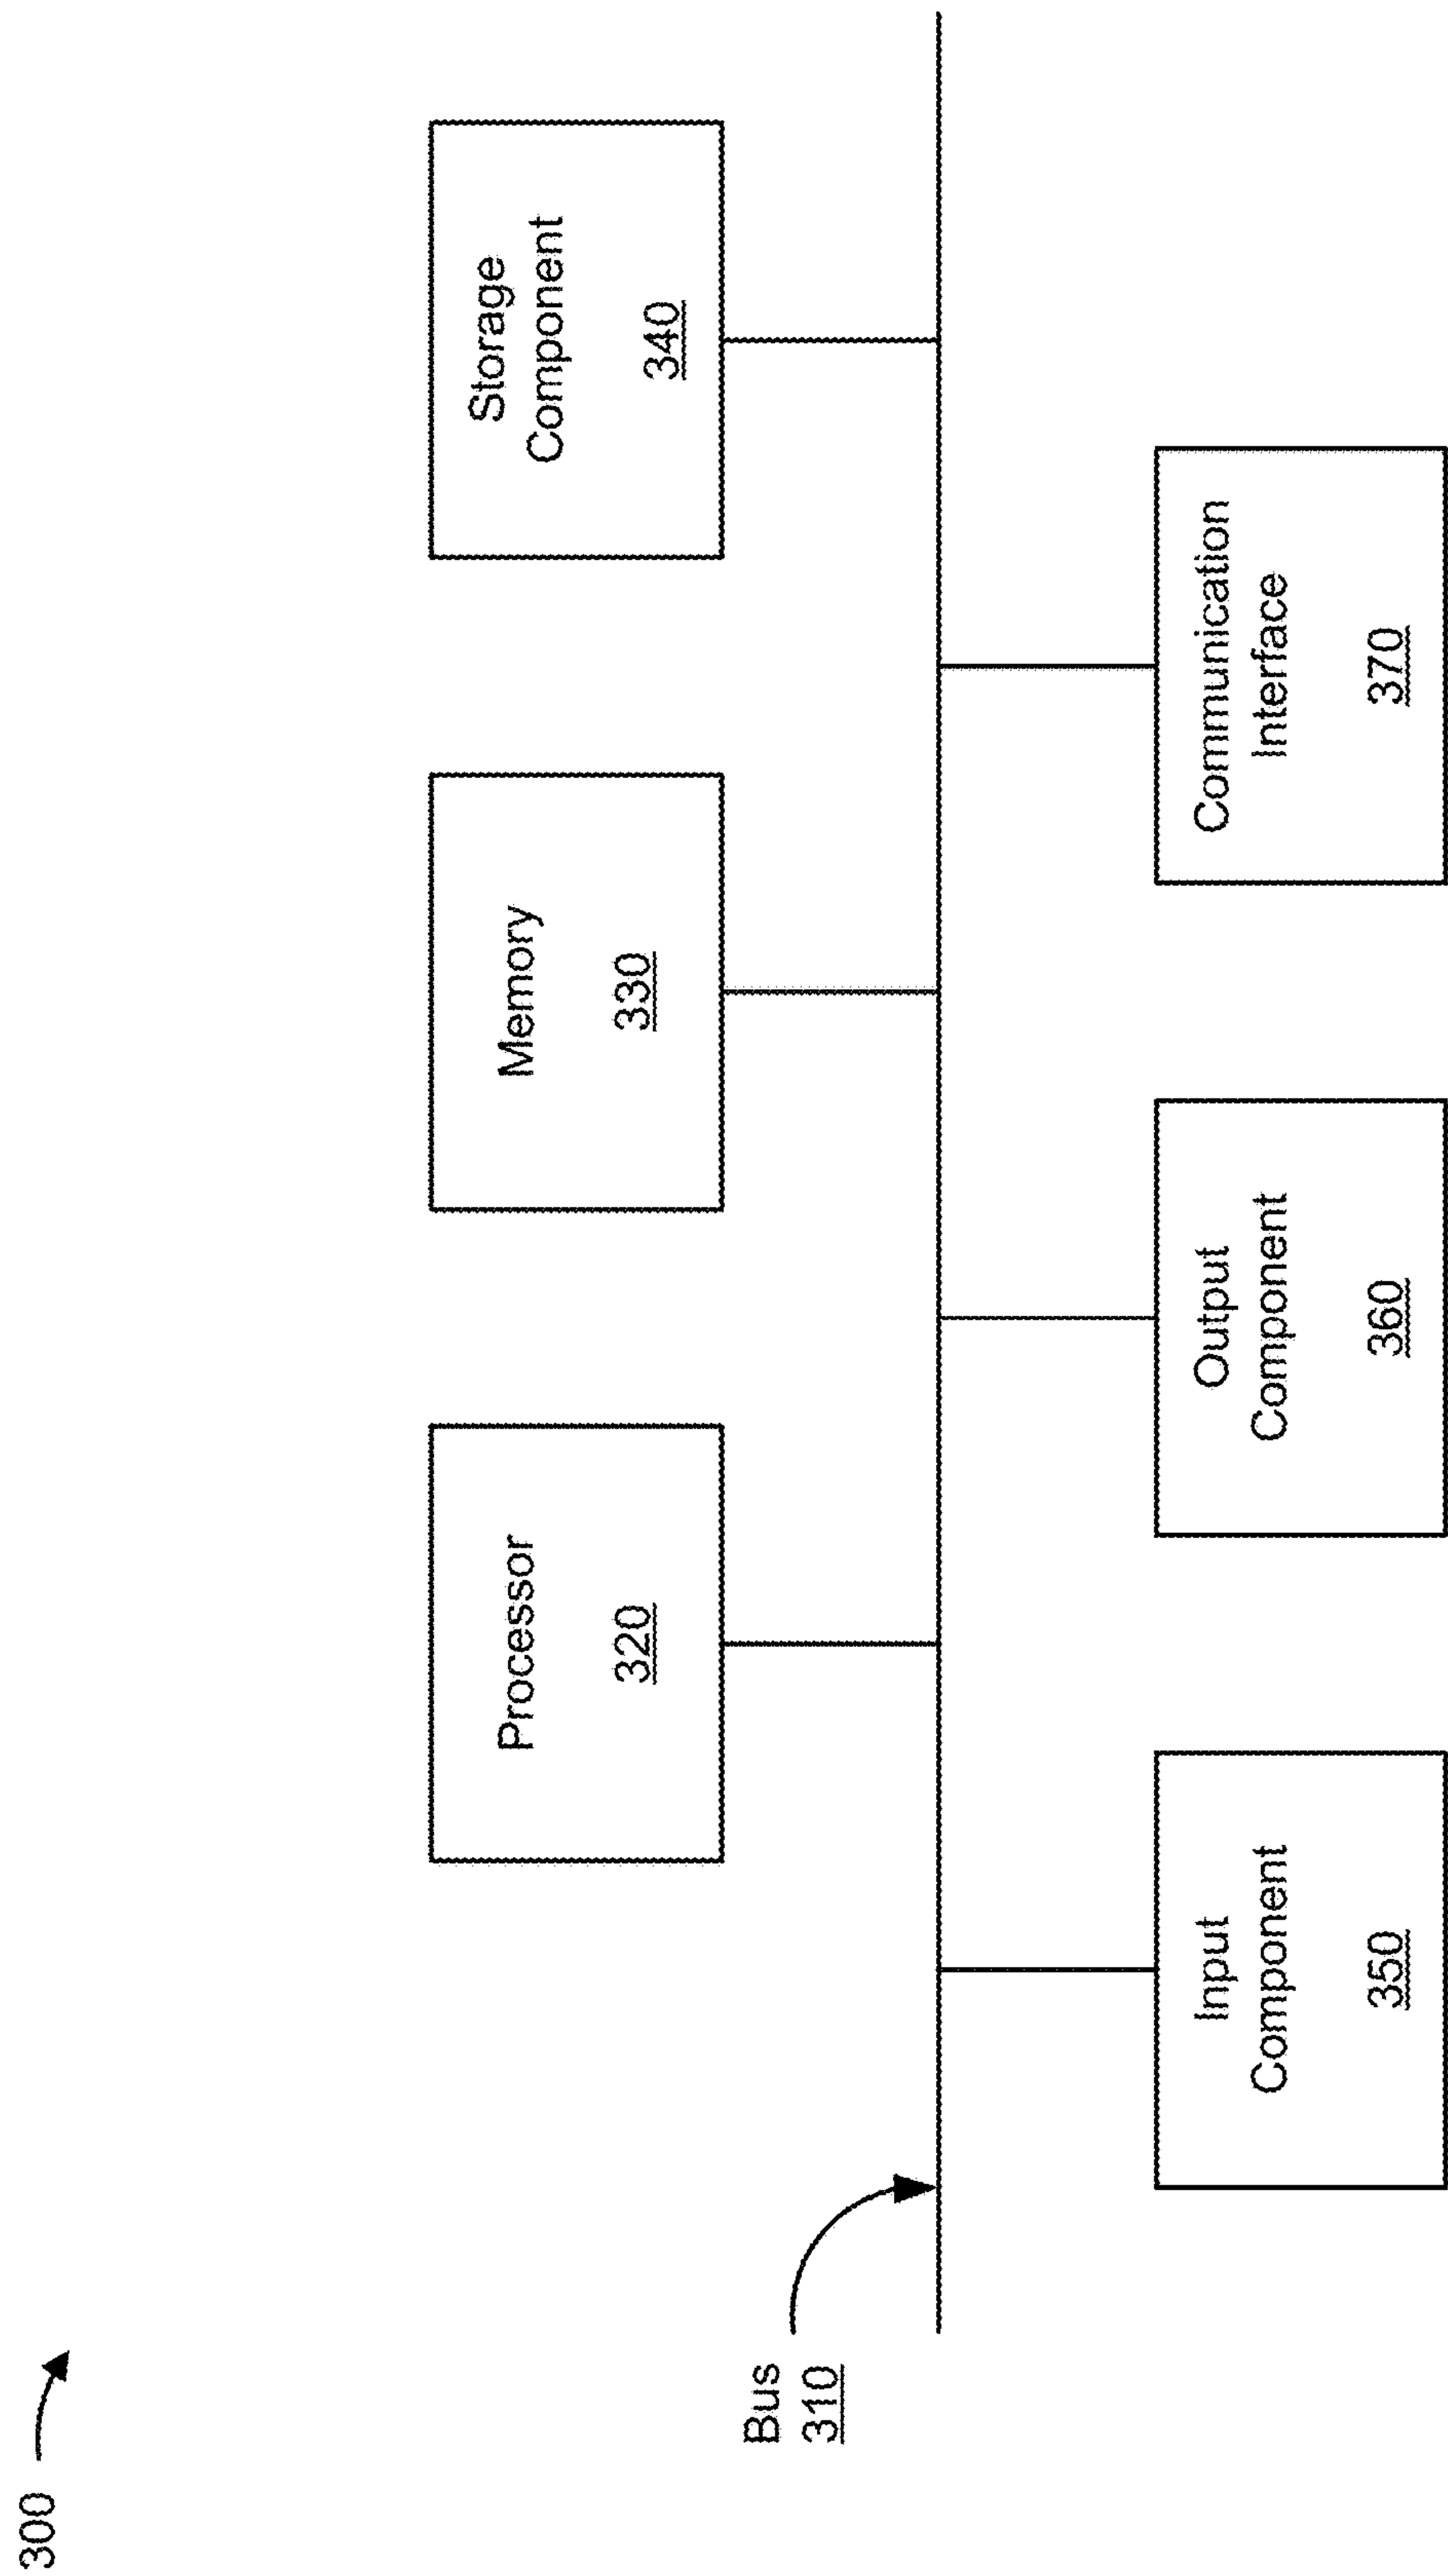 300
Processor
320
Memory
330
Storage
Component
340
Bus
310
Input
Component
350
Output
Component
360
Communication
Interface
370